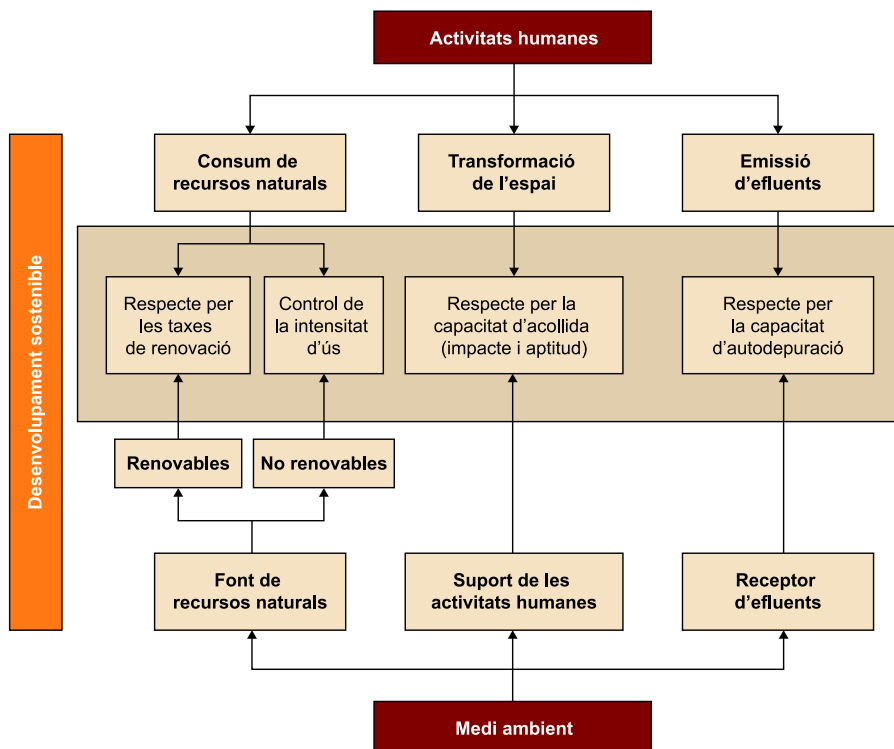 Activitats humanes
Desenvolupament sostenible
Consum de
recursos naturals
Transformació
de l’espai
Emissió
d’efluents
Respecte per
les taxes
de renovació
Control de
la intensitat
d’ús
Respecte per la
capacitat d’acollida
(impacte i aptitud)
Respecte per
la capacitat
d’autodepuració
Renovables
No renovables
Font de
recursos naturals
Suport de les
activitats humanes
Receptor
d’efluents
Medi ambient